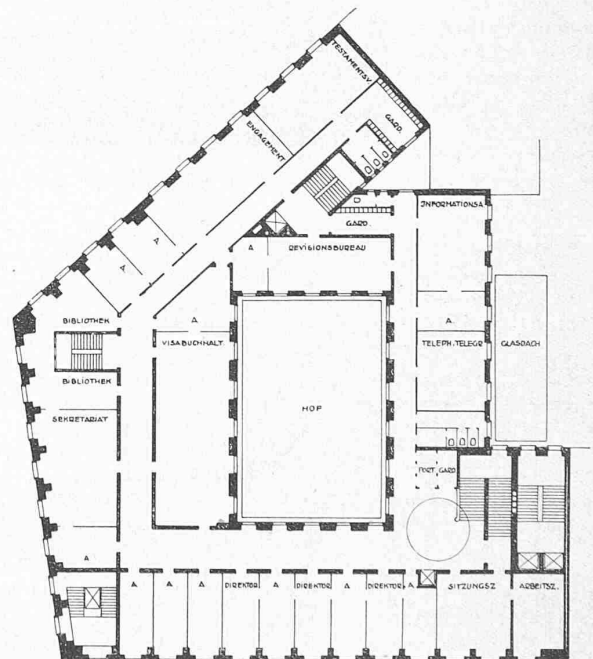 TESTAMENTSV.
GARD.
ENGAGEMENT
A
A
INFORMATIONSA.
GARD.
A
REVISIONSBUREAU
BIBLIOTHEK
A
A
VISABUCHHALT.
TELEPH. TELEGR.
GLASDACH
BIBLIOTHEK
HOF
SEKRETARIAT
PORT.
GARD.
A
A
A
A
DIREKTOR
DIREKTOR
A
DIREKTOR
A
SITZUNGSZ.
ARBEITSZ.